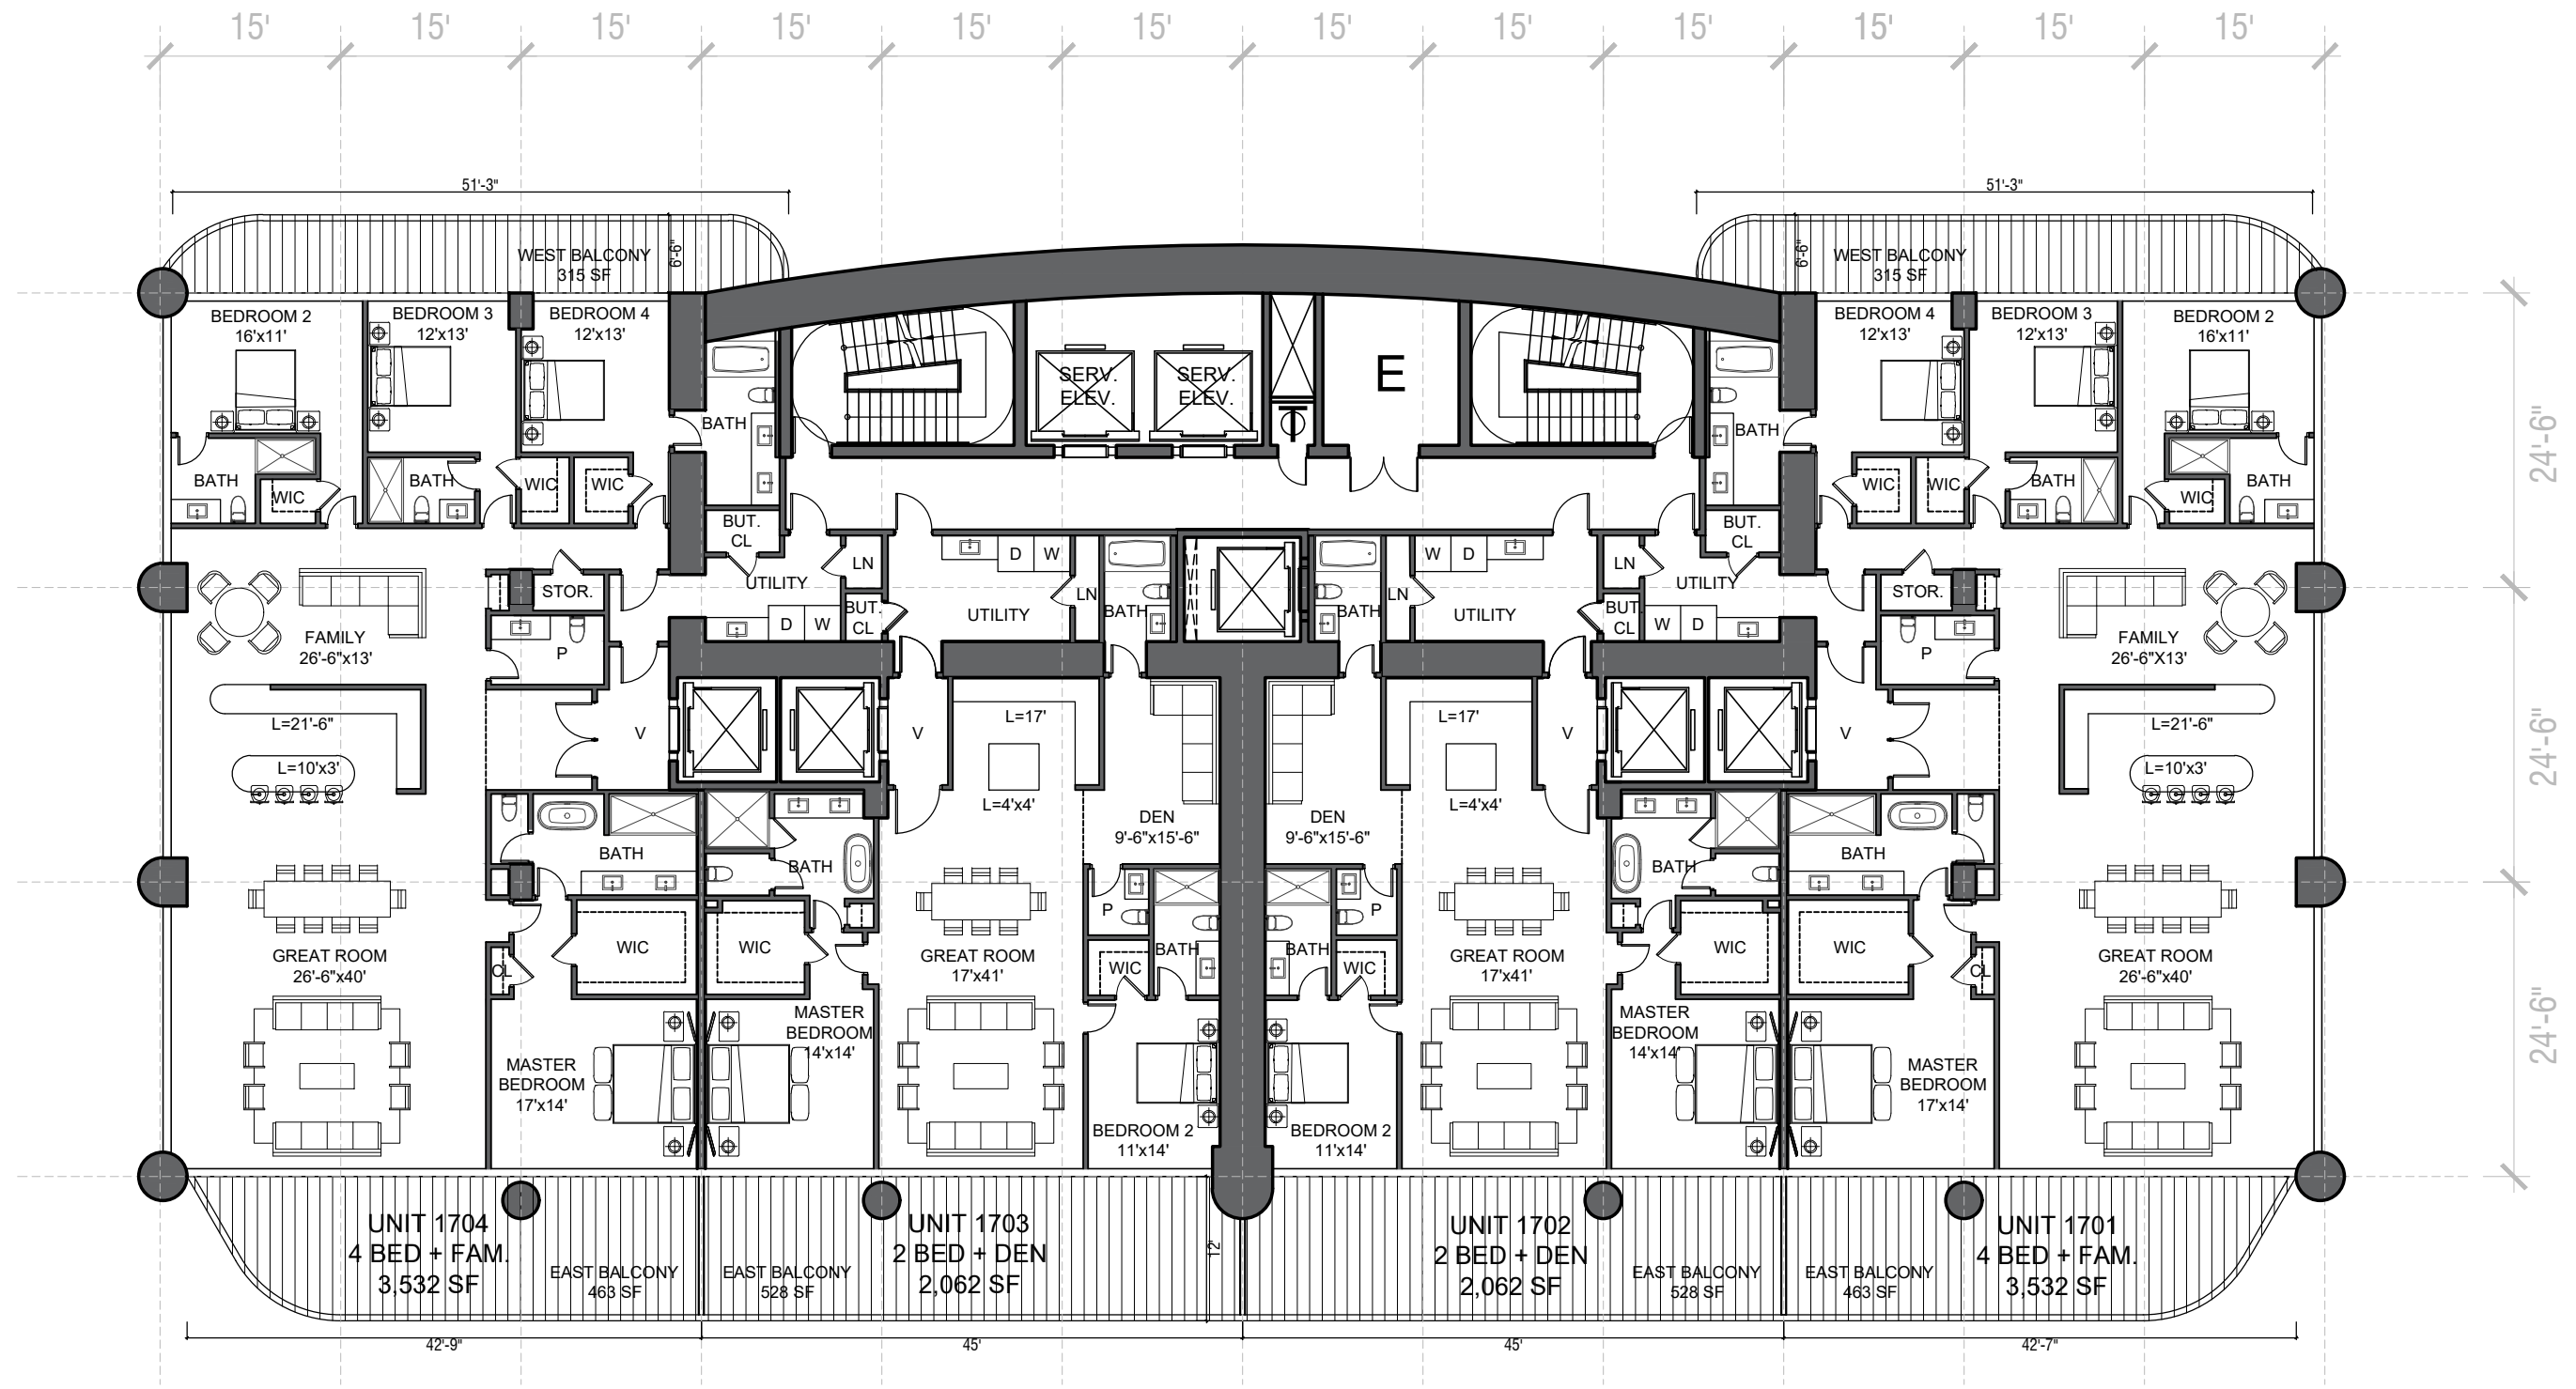 15' 15' 15' 15' 15' 15' 15' 15' 15' 15' 15' 15'
51'-3" 51'-3"
WEST BALCONY
315 SF
6'-6"
6'-6"
WEST BALCONY
315 SF
BEDROOM 2
16'x11'
BEDROOM 3
12'x13'
BEDROOM 4
12'x13'
SERV.
ELEV.
SERV.
ELEV.
T
E
BEDROOM 4
12'x13'
BEDROOM 3
12'x13'
BEDROOM 2
16'x11'
24'-6"
BATH
WIC
BATH
WIC
WIC
BATH
BATH
WIC
WIC
BATH
WIC
BATH
BUT.
CL
UTILITY
LN
D W
LN
BATH
BATH
LN
W D
LN
BUT.
CL
UTILITY
STOR.
D W
BUT.
CL
UTILITY
UTILITY
BUT.
CL
W D
STOR.
FAMILY
26'-6"x13'
P
P
FAMILY
26'-6"X13'
L=21'-6"
V
V
L=17'
L=17'
V
V
L=21'-6"
24'-6"
L=10'x3'
L=4'x4'
L=4'x4'
L=10'x3'
BATH
BATH
DEN
9'-6"x15'-6"
DEN
9'-6"x15'-6"
BATH
BATH
GREAT ROOM
26'-6"x40'
CL
WIC
WIC
GREAT ROOM
17'x41'
P
BATH
WIC
BATH
P
WIC
GREAT ROOM
17'x41'
WIC
WIC
CL
GREAT ROOM
26'-6"x40'
24'-6"
MASTER
BEDROOM
17'x14'
MASTER
BEDROOM
14'x14'
BEDROOM 2
11'x14'
BEDROOM 2
11'x14'
MASTER
BEDROOM
14'x14'
MASTER
BEDROOM
17'x14'
UNIT 1704
4 BED + FAM.
3,532 SF
EAST BALCONY
463 SF
EAST BALCONY
528 SF
UNIT 1703
2 BED + DEN
2,062 SF
12'
UNIT 1702
2 BED + DEN
2,062 SF
EAST BALCONY
528 SF
EAST BALCONY
463 SF
UNIT 1701
4 BED + FAM.
3,532 SF
42'-9" 45' 45' 42'-7"